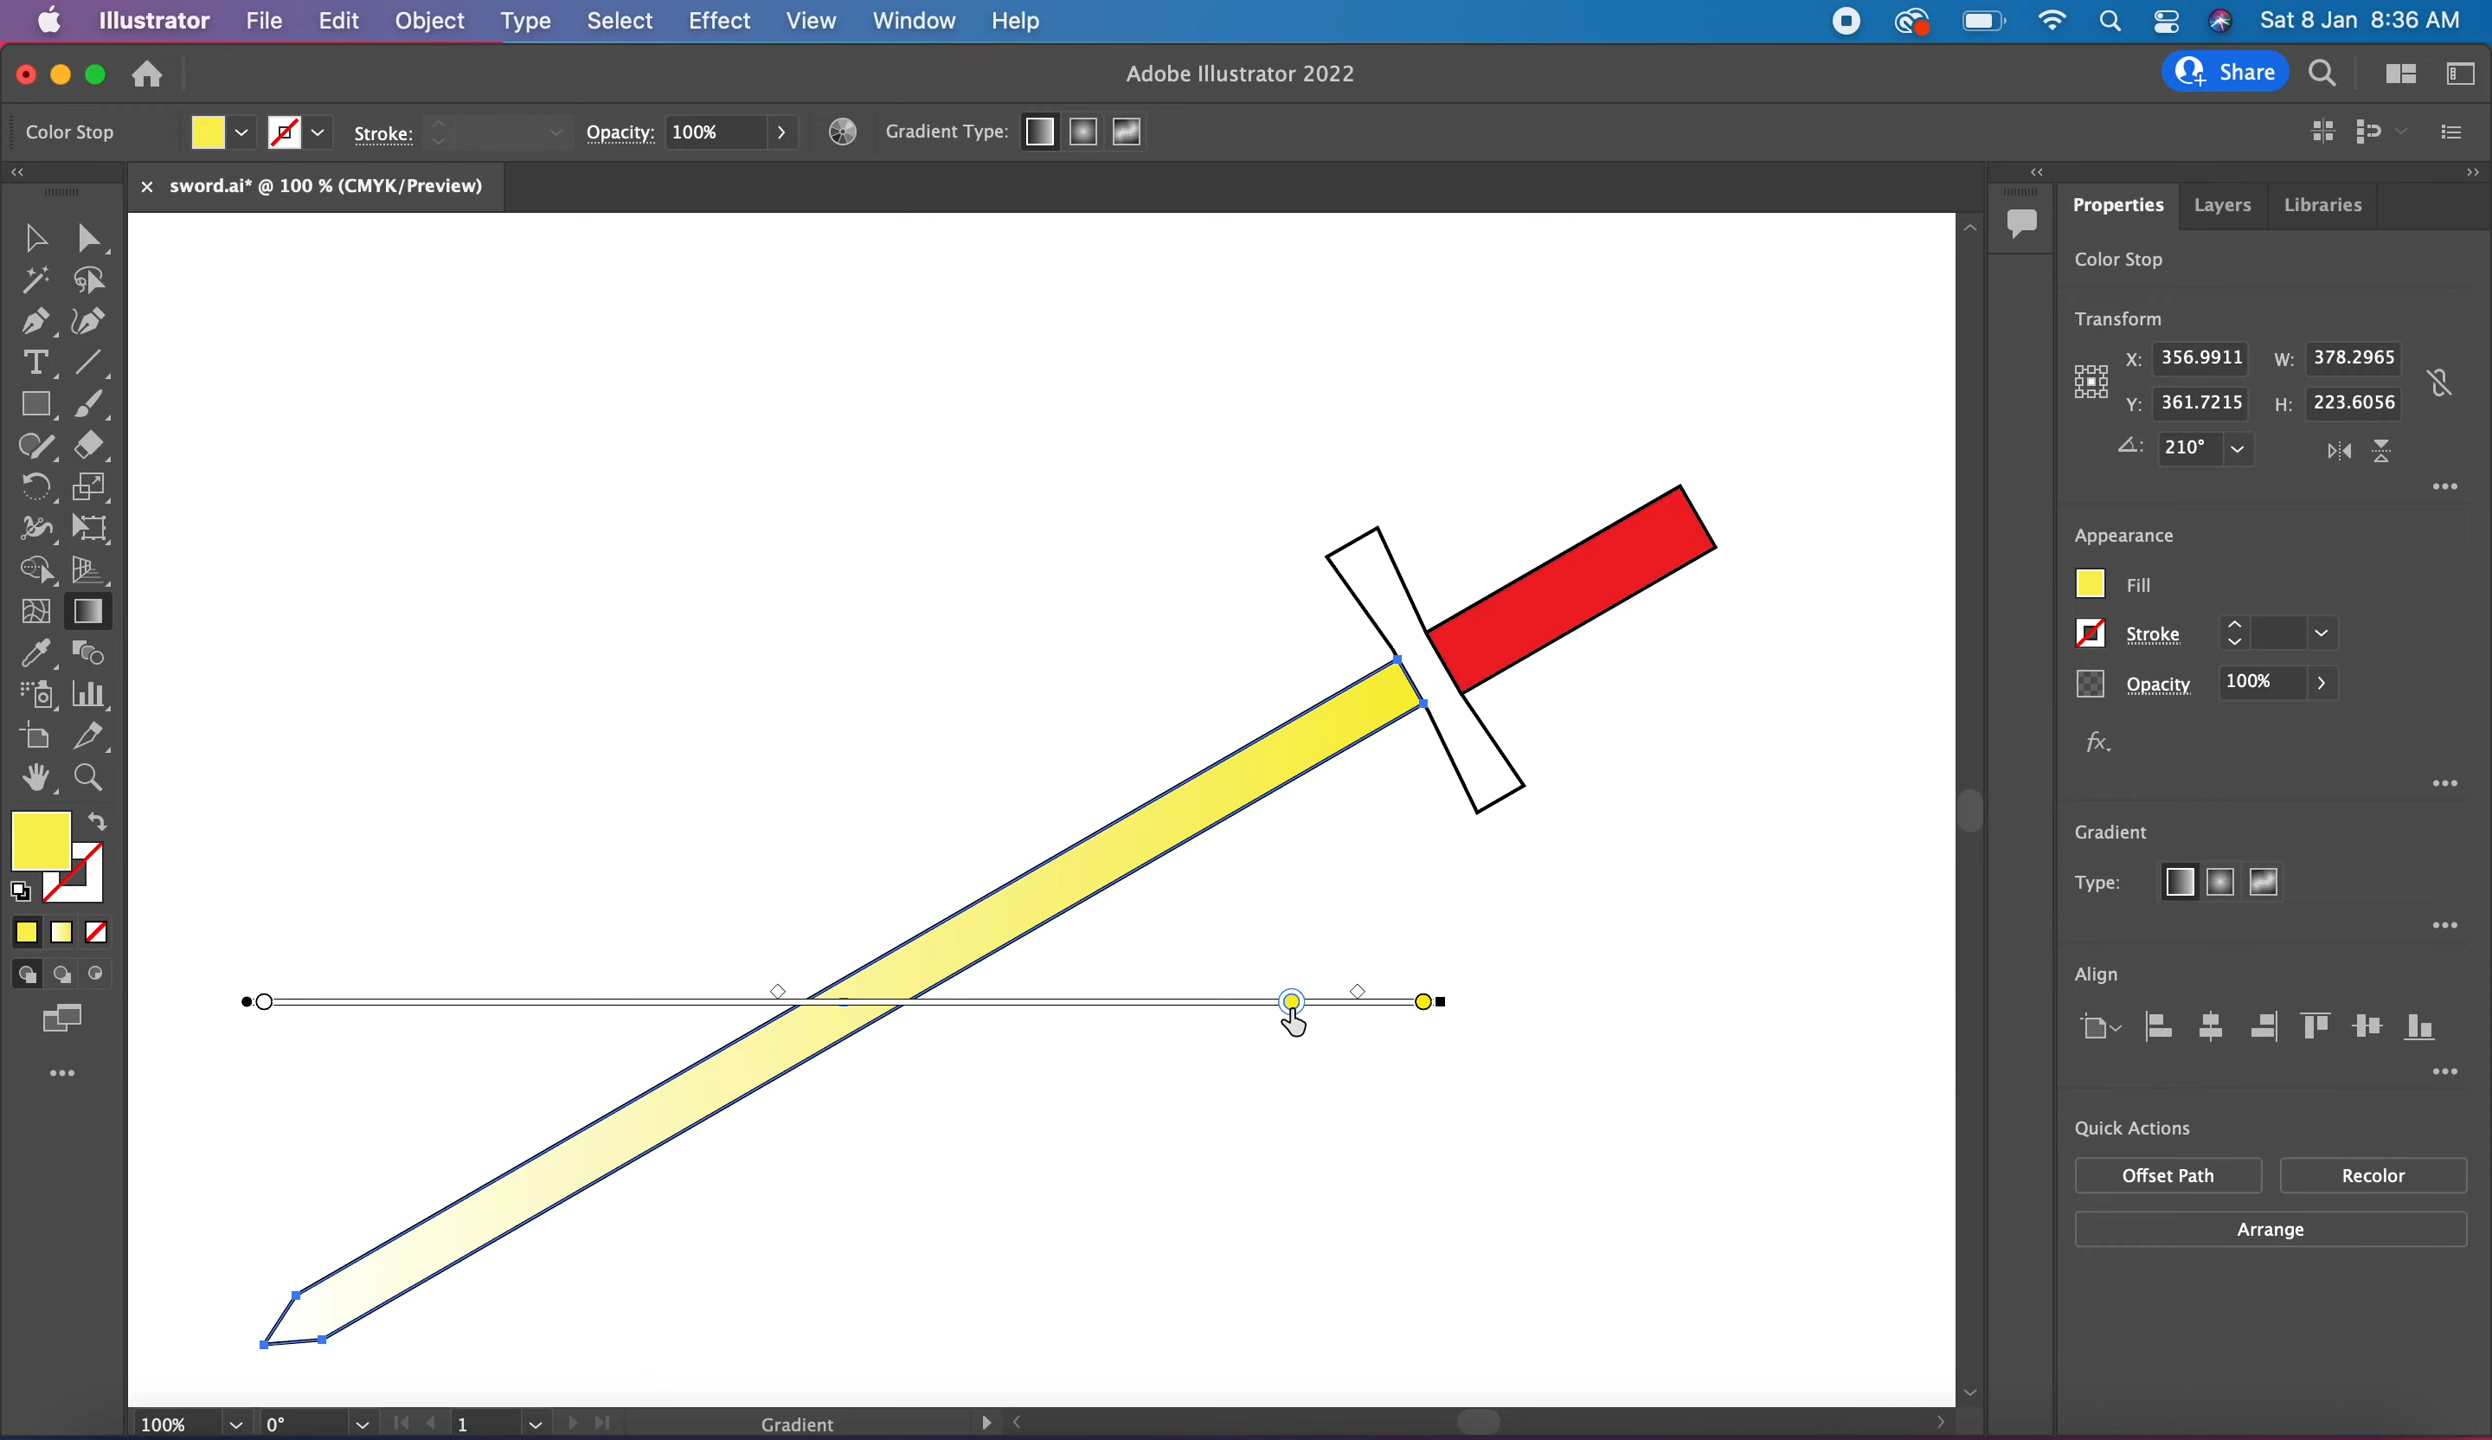 Illustrator File Edit Object Type Select Effect View Window Help Sat 8 Jan 8:36 AM
Adobe Illustrator 2022
Share
Color Stop Stroke: Opacity: 100% Gradient Type:
sword.ai* @ 100 % (CMYK/Preview)
Properties Layers Libraries
Color Stop
Transform
X: 356.9911 W: 378.2965
Y: 361.7215 H: 223.6056
210°
Appearance
Fill
Stroke
Opacity 100%
fx.
Gradient
Type:
Align
Quick Actions
Offset Path Recolor
Arrange
100% 0° 1 Gradient